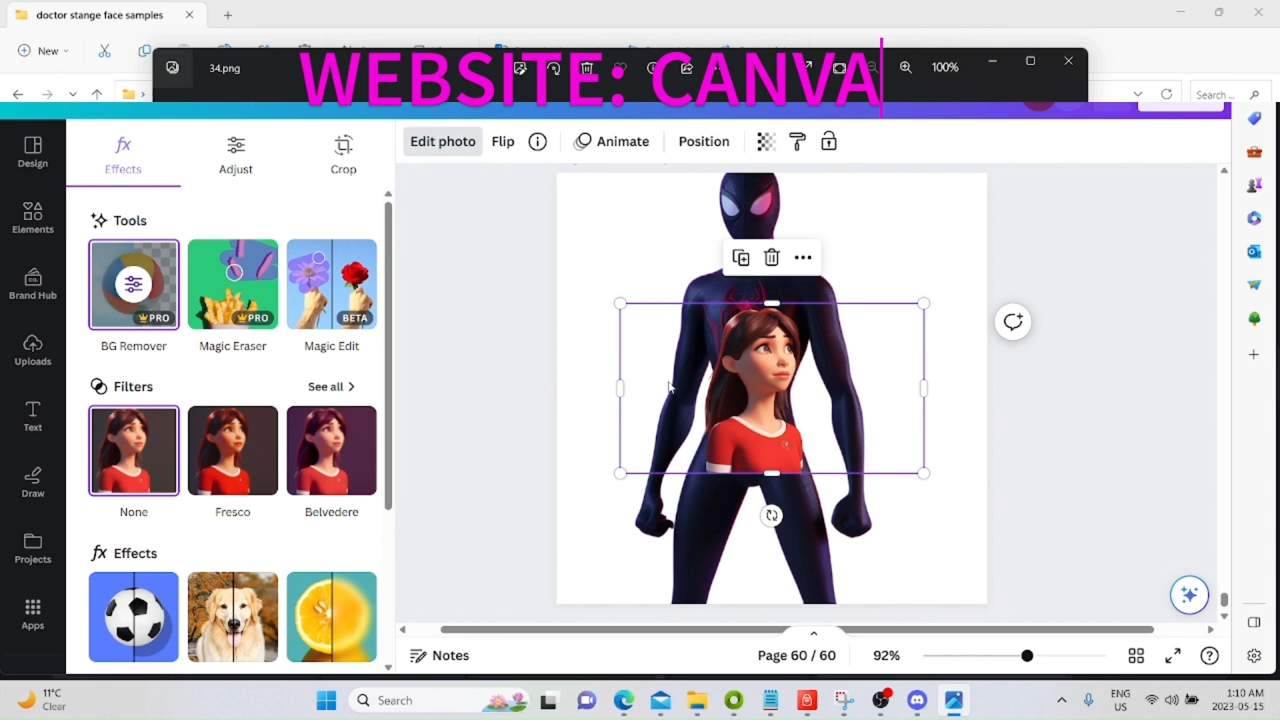 doctor stange face samples
New
34.png
WEBSITE: CANVA
100%
Search ...
Design
Elements
Brand Hub
Uploads
Text
Draw
Projects
Apps
fx
Effects
Adjust
Crop
Edit photo
Flip
Animate
Position
Tools
PRO
PRO
BETA
BG Remover
Magic Eraser
Magic Edit
Filters
See all
None
Fresco
Belvedere
fx Effects
Notes
Page 60 / 60
92%
11°C
Clear
Search
ENG
US
1:10 AM
2023-05-15